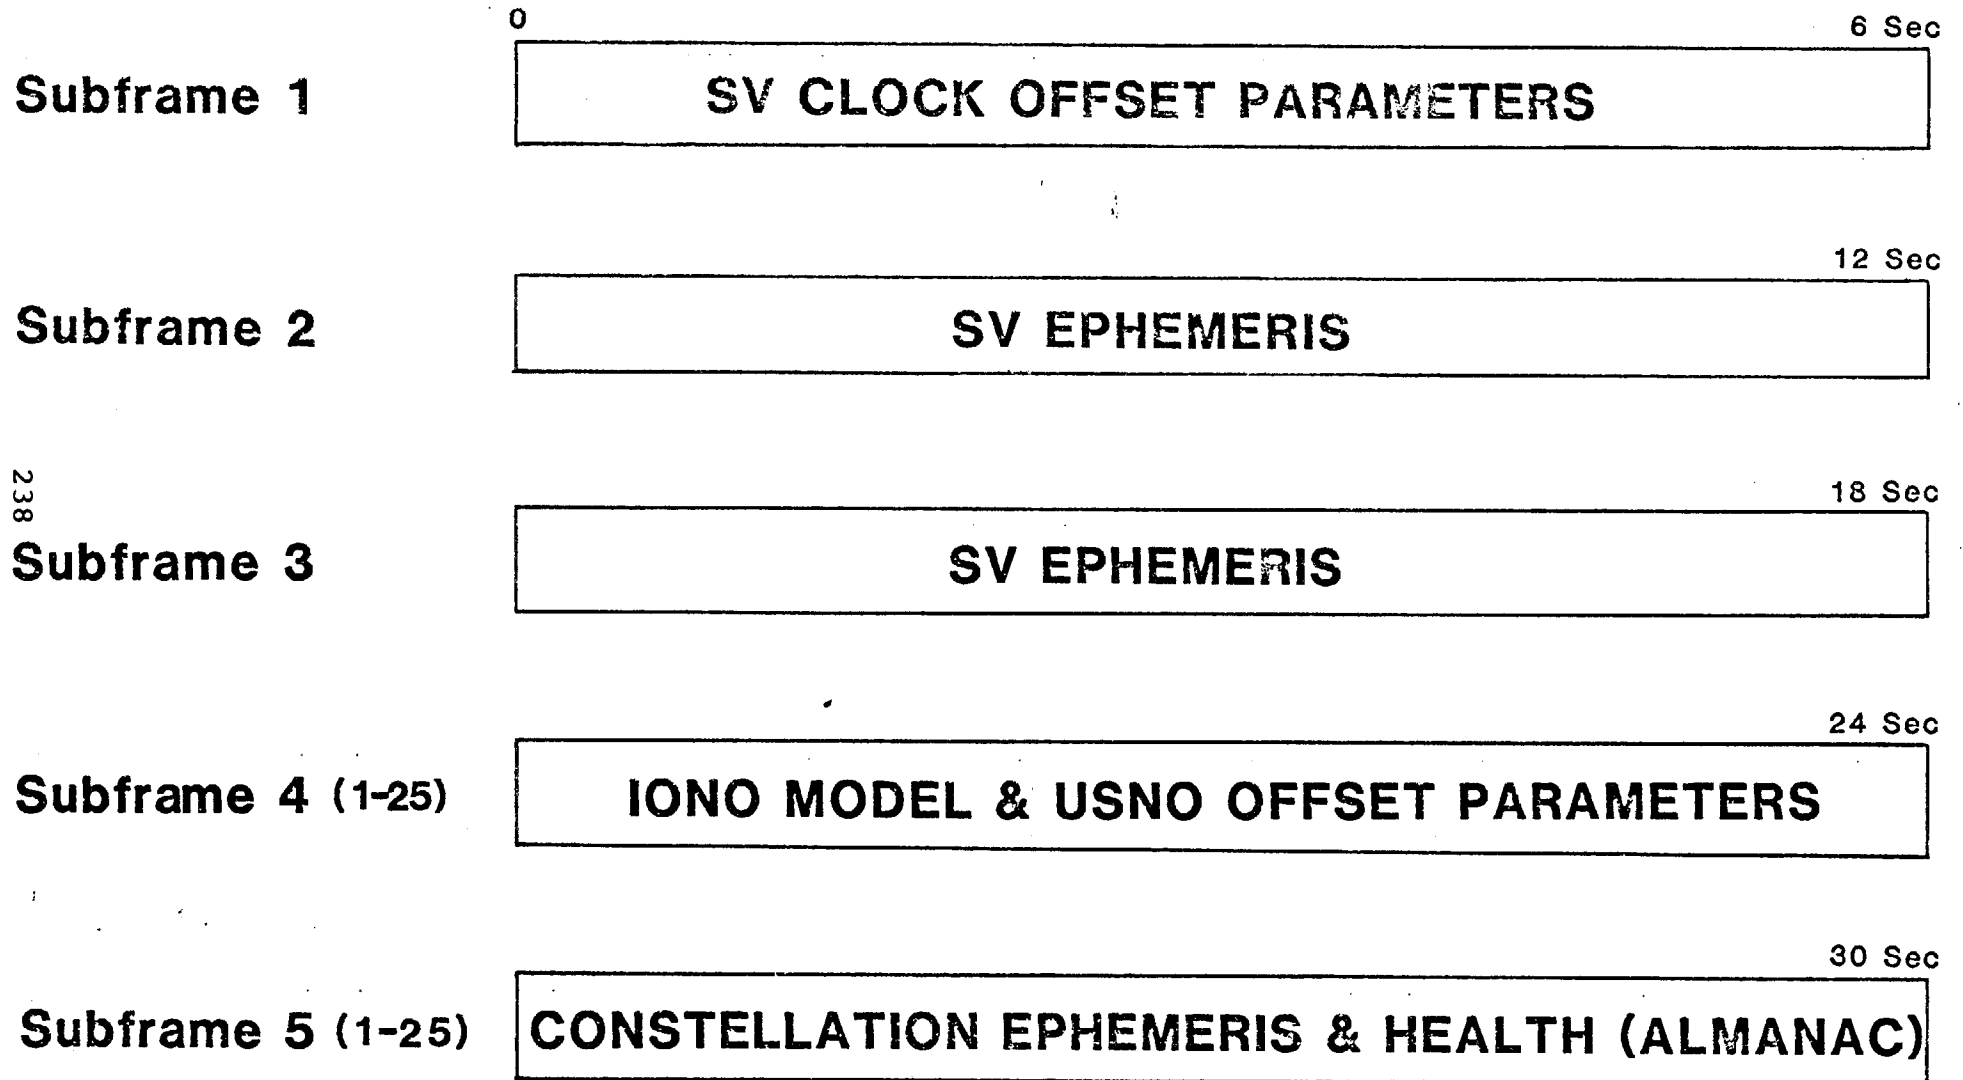 0
6 Sec
Subframe 1
SV CLOCK OFFSET PARAMETERS
12 Sec
Subframe 2
SV EPHEMERIS
18 Sec
238
Subframe 3
SV EPHEMERIS
24 Sec
Subframe 4 (1-25)
IONO MODEL & USNO OFFSET PARAMETERS
30 Sec
Subframe 5 (1-25)
CONSTELLATION EPHEMERIS & HEALTH (ALMANAC)